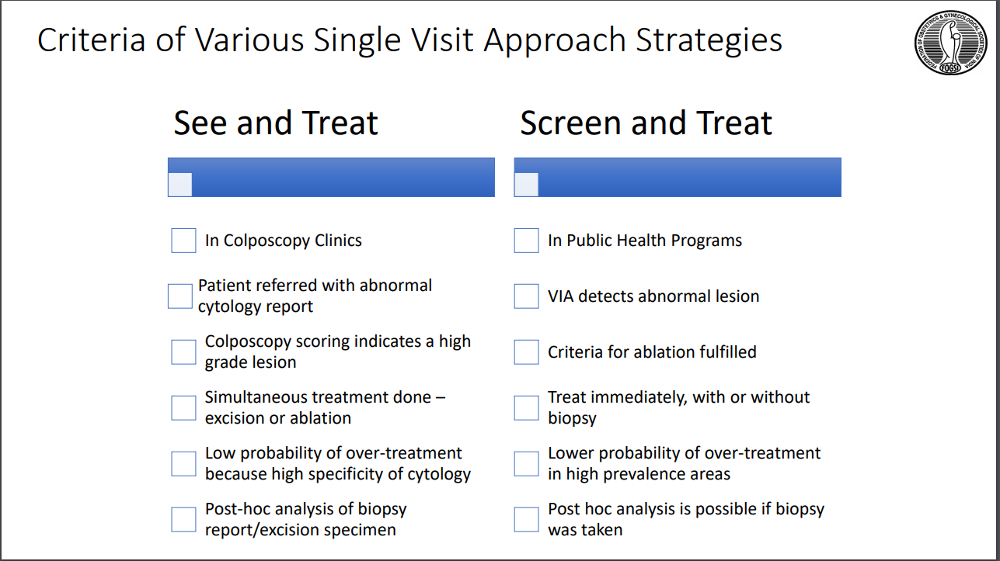 Criteria of Various Single Visit Approach Strategies
FEDERATION OF OBSTETRIC & GYNECOLOGICAL SOCIETIES OF INDIA
FOGSI
See and Treat
In Colposcopy Clinics
Patient referred with abnormal
cytology report
Colposcopy scoring indicates a high
grade lesion
Simultaneous treatment done –
excision or ablation
Low probability of over-treatment
because high specificity of cytology
Post-hoc analysis of biopsy
report/excision specimen
Screen and Treat
In Public Health Programs
VIA detects abnormal lesion
Criteria for ablation fulfilled
Treat immediately, with or without
biopsy
Lower probability of over-treatment
in high prevalence areas
Post hoc analysis is possible if biopsy
was taken